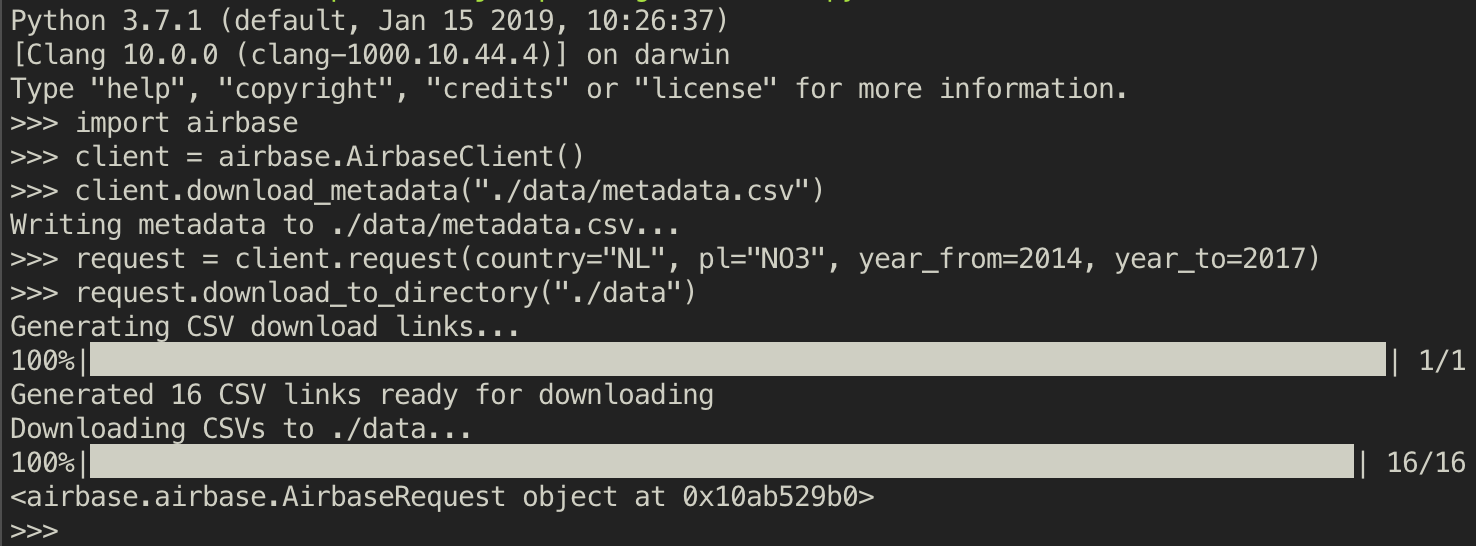 Python 3.7.1 (default, Jan 15 2019, 10:26:37)
[Clang 10.0.0 (clang-1000.10.44.4)] on darwin
Type "help", "copyright", "credits" or "license" for more information.
>>> import airbase
>>> client = airbase.AirbaseClient()
>>> client.download_metadata("./data/metadata.csv")
Writing metadata to ./data/metadata.csv...
>>> request = client.request(country="NL", pl="NO3", year_from=2014, year_to=2017)
>>> request.download_to_directory("./data")
Generating CSV download links...
100%| | 1/1
Generated 16 CSV links ready for downloading
Downloading CSVs to ./data...
100%| | 16/16
<airbase.airbase.AirbaseRequest object at 0x10ab529b0>
>>>